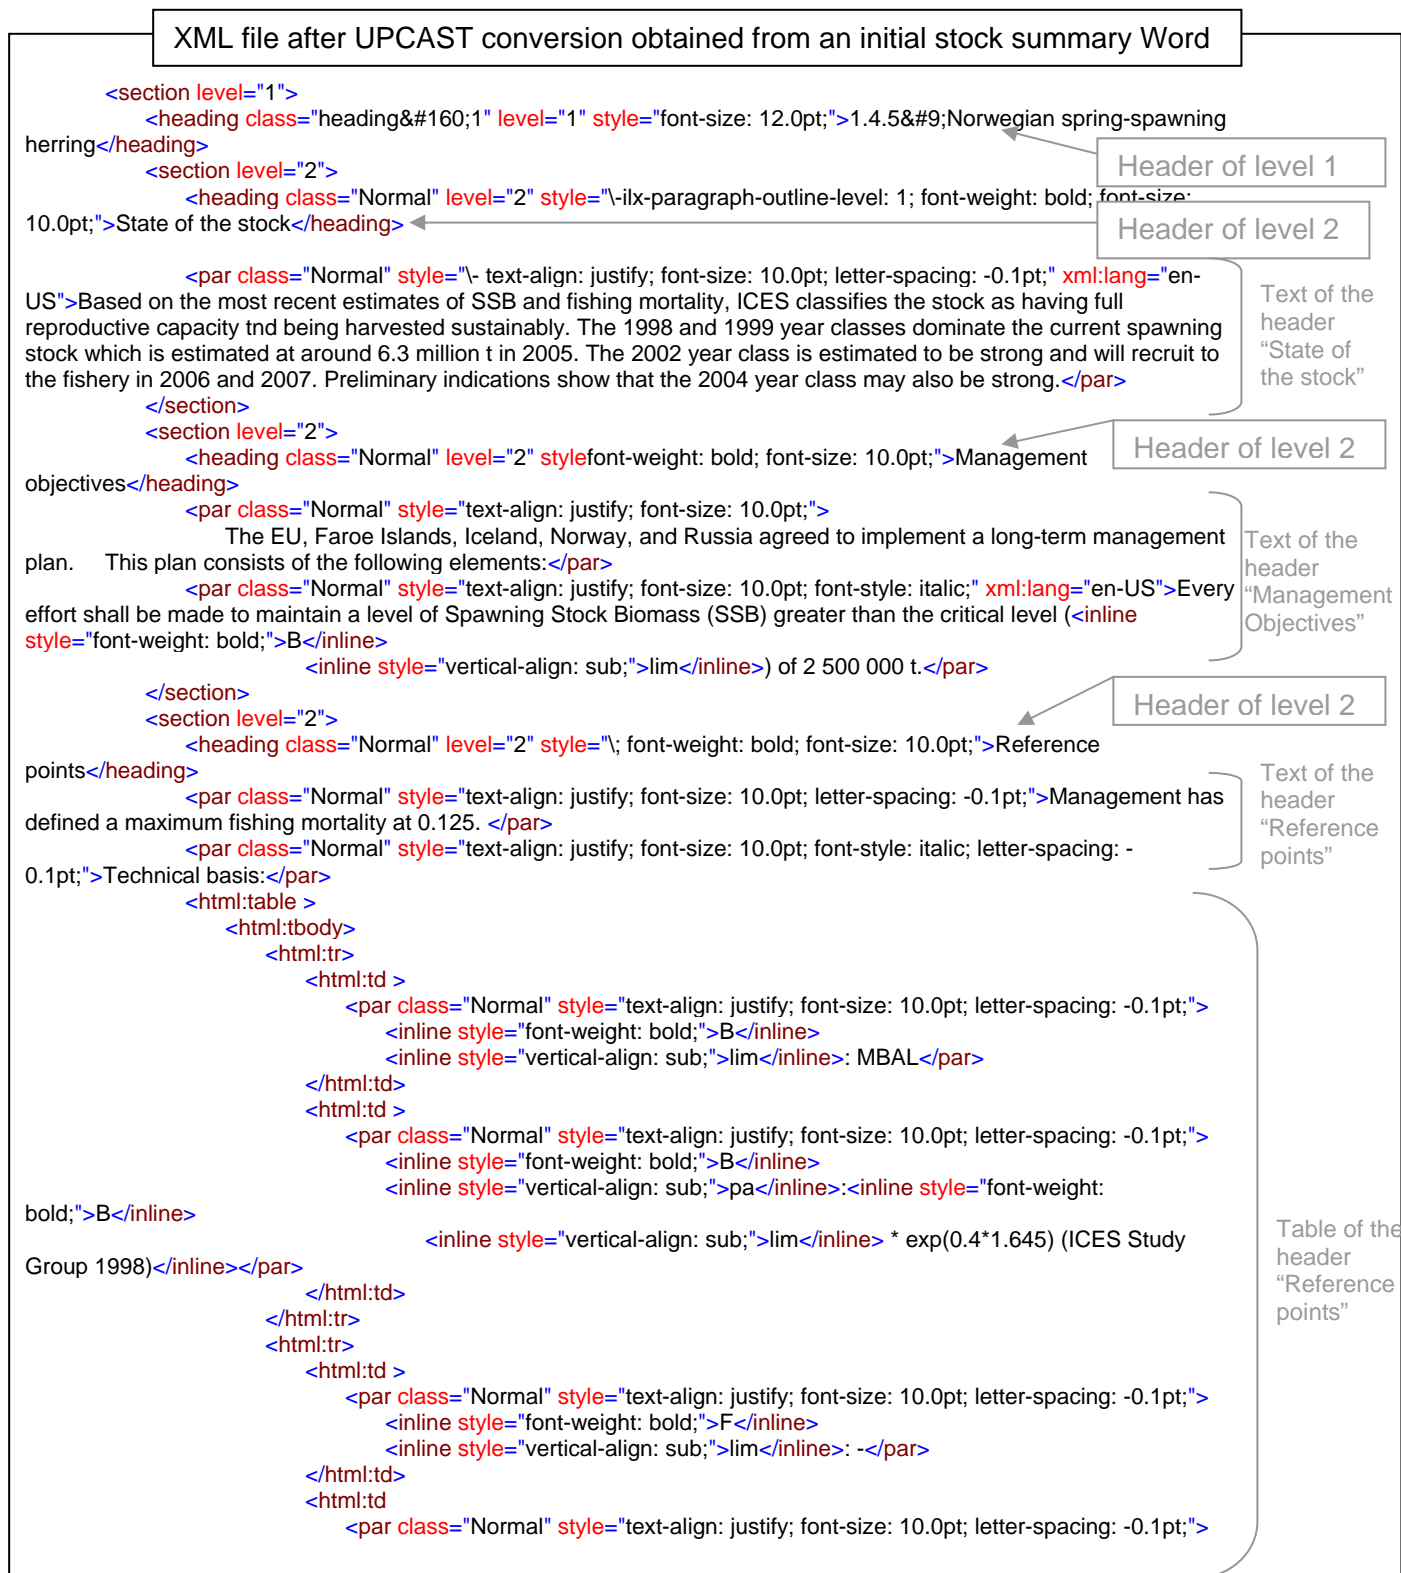 XML file after UPCAST conversion obtained from an initial stock summary Word
<section level="1">
<heading class="heading&#160;1" level="1" style="font-size: 12.0pt;">1.4.5&#9;Norwegian spring-spawning
herring</heading>
Header of level 1
<section level="2">
<heading class="Normal" level="2" style="\-ilx-paragraph-outline-level: 1; font-weight: bold; font-size:
10.0pt;">State of the stock</heading>
Header of level 2
<par class="Normal" style="\- text-align: justify; font-size: 10.0pt; letter-spacing: -0.1pt;" xml:lang="en-
US">Based on the most recent estimates of SSB and fishing mortality, ICES classifies the stock as having full
reproductive capacity tnd being harvested sustainably. The 1998 and 1999 year classes dominate the current spawning
stock which is estimated at around 6.3 million t in 2005. The 2002 year class is estimated to be strong and will recruit to
the fishery in 2006 and 2007. Preliminary indications show that the 2004 year class may also be strong.</par>
Text of the
header
“State of
the stock”
</section>
<section level="2">
<heading class="Normal" level="2" stylefont-weight: bold; font-size: 10.0pt;">Management
objectives</heading>
Header of level 2
<par class="Normal" style="text-align: justify; font-size: 10.0pt;">
The EU, Faroe Islands, Iceland, Norway, and Russia agreed to implement a long-term management
plan. This plan consists of the following elements:</par>
<par class="Normal" style="text-align: justify; font-size: 10.0pt; font-style: italic;" xml:lang="en-US">Every
effort shall be made to maintain a level of Spawning Stock Biomass (SSB) greater than the critical level (<inline
style="font-weight: bold;">B</inline>
<inline style="vertical-align: sub;">lim</inline>) of 2 500 000 t.</par>
Text of the
header
“Management
Objectives”
</section>
<section level="2">
<heading class="Normal" level="2" style="\; font-weight: bold; font-size: 10.0pt;">Reference
points</heading>
Header of level 2
<par class="Normal" style="text-align: justify; font-size: 10.0pt; letter-spacing: -0.1pt;">Management has
defined a maximum fishing mortality at 0.125. </par>
<par class="Normal" style="text-align: justify; font-size: 10.0pt; font-style: italic; letter-spacing: -
0.1pt;">Technical basis:</par>
Text of the
header
“Reference
points”
<html:table >
<html:tbody>
<html:tr>
<html:td >
<par class="Normal" style="text-align: justify; font-size: 10.0pt; letter-spacing: -0.1pt;">
<inline style="font-weight: bold;">B</inline>
<inline style="vertical-align: sub;">lim</inline>: MBAL</par>
</html:td>
<html:td >
<par class="Normal" style="text-align: justify; font-size: 10.0pt; letter-spacing: -0.1pt;">
<inline style="font-weight: bold;">B</inline>
<inline style="vertical-align: sub;">pa</inline>:<inline style="font-weight:
bold;">B</inline>
<inline style="vertical-align: sub;">lim</inline> * exp(0.4*1.645) (ICES Study
Group 1998)</inline></par>
</html:td>
</html:tr>
<html:tr>
<html:td >
<par class="Normal" style="text-align: justify; font-size: 10.0pt; letter-spacing: -0.1pt;">
<inline style="font-weight: bold;">F</inline>
<inline style="vertical-align: sub;">lim</inline>: -</par>
</html:td>
<html:td
<par class="Normal" style="text-align: justify; font-size: 10.0pt; letter-spacing: -0.1pt;">
Table of the
header
“Reference
points”